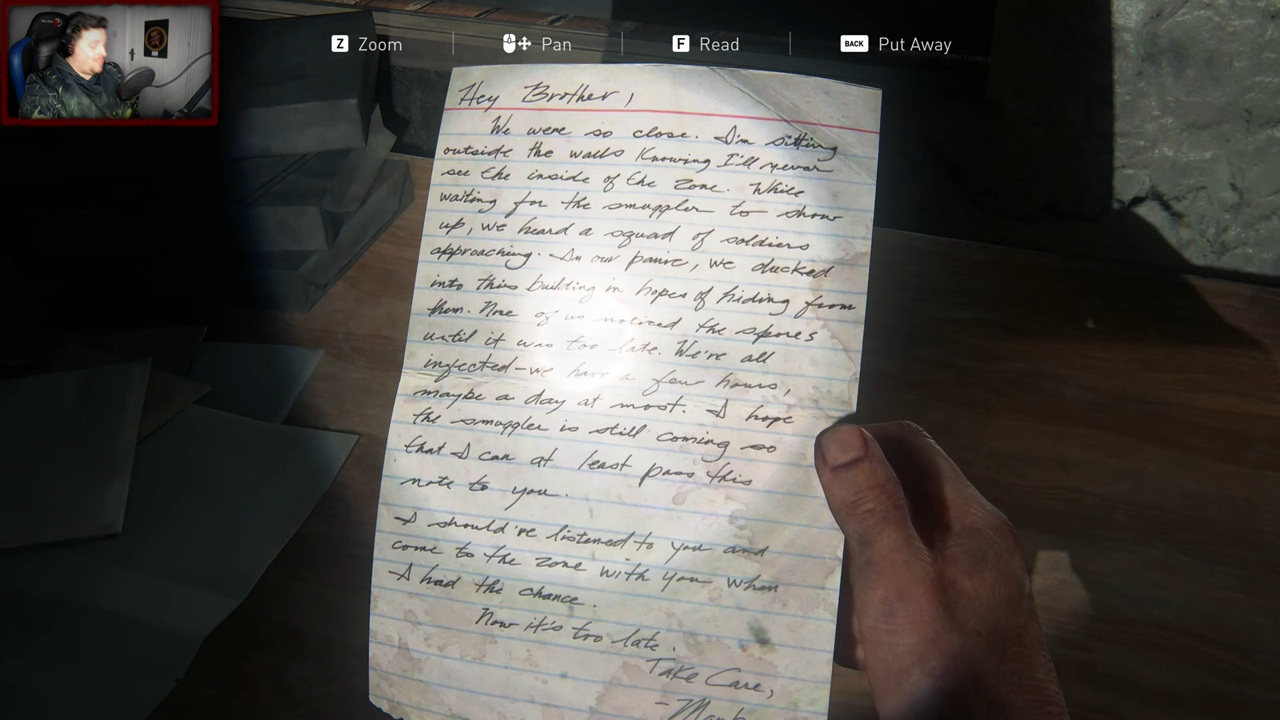 Z Zoom
Pan
F Read
BACK Put Away
Hey Brother,
We were so close. I'm sitting
outside the walls Knowing I'll never
see the inside of the zone. While
waiting for the smuggler to show
up, we heard a squad of soldiers
approaching. In our panic, we ducked
into this building in hopes of hiding from
them. None of us noticed the spores
until it was too late. We're all
infected-we have a few hours,
maybe a day at most. I hope
the smuggler is still coming so
that I can at least pass this
note to you.
I should've listened to you and
come to the zone with you when
I had the chance.
Now it's too late.
Take Care,